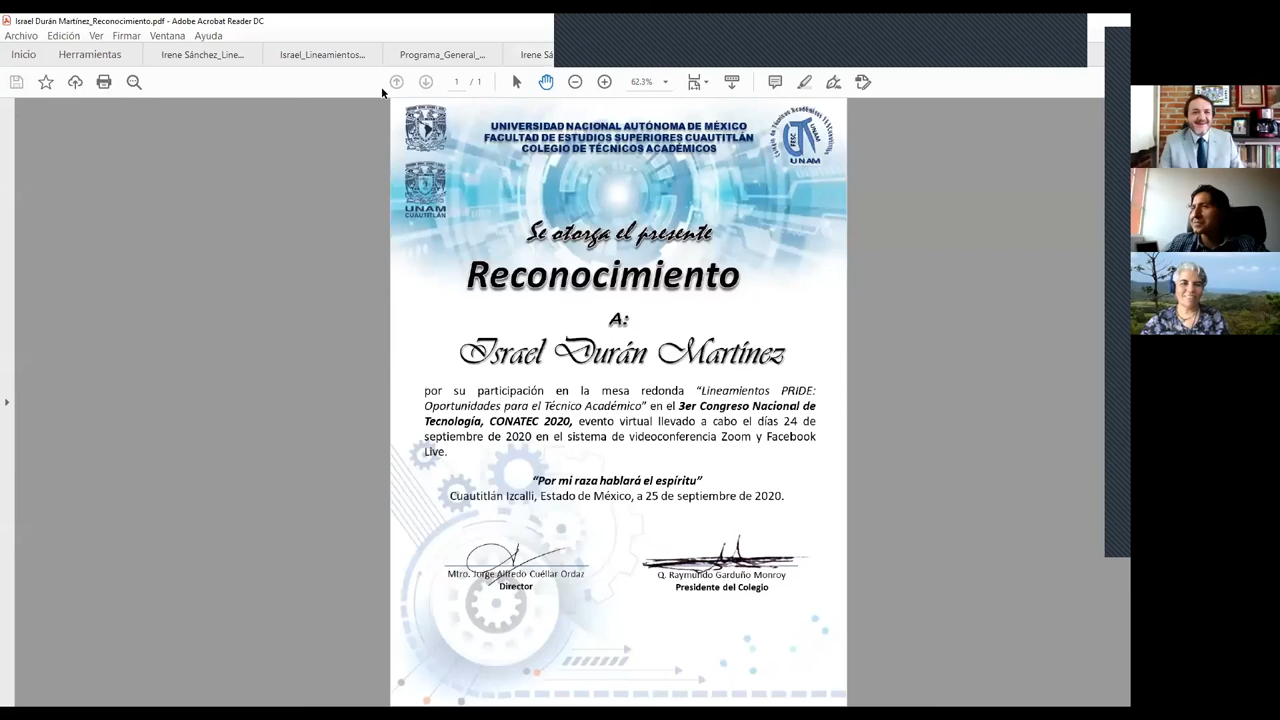 Israel Durán Martínez_Reconocimiento.pdf - Adobe Acrobat Reader DC
Archivo Edición Ver Firmar Ventana Ayuda
Inicio Herramientas Irene Sánchez_Line... Israel_Lineamientos... Programa_General_... Irene Sá
1 / 1 62.3%
UNIVERSIDAD NACIONAL AUTÓNOMA DE MÉXICO
FACULTAD DE ESTUDIOS SUPERIORES CUAUTITLÁN
COLEGIO DE TÉCNICOS ACADÉMICOS
FESC
UNAM
UNAM
CUAUTITLÁN
Se otorga el presente
Reconocimiento
A:
Israel Durán Martínez
por su participación en la mesa redonda “Lineamientos PRIDE:
Oportunidades para el Técnico Académico” en el 3er Congreso Nacional de
Tecnología, CONATEC 2020, evento virtual llevado a cabo el días 24 de
septiembre de 2020 en el sistema de videoconferencia Zoom y Facebook
Live.
“Por mi raza hablará el espíritu”
Cuautitlán Izcalli, Estado de México, a 25 de septiembre de 2020.
Mtro. Jorge Alfredo Cuéllar Ordaz
Director
Q. Raymundo Garduño Monroy
Presidente del Colegio